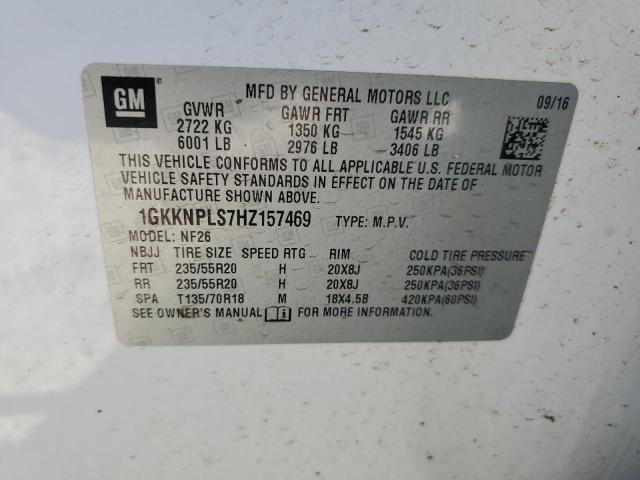 GM
MFD BY GENERAL MOTORS LLC
09/16
GVWR GAWR FRT GAWR RR
2722 KG 1350 KG 1545 KG
6001 LB 2976 LB 3406 LB
THIS VEHICLE CONFORMS TO ALL APPLICABLE U.S. FEDERAL MOTOR
VEHICLE SAFETY STANDARDS IN EFFECT ON THE DATE OF
MANUFACTURE SHOWN ABOVE.
1GKKNPLS7HZ157469 TYPE: M.P.V.
MODEL: NF26
NBJJ TIRE SIZE SPEED RTG RIM COLD TIRE PRESSURE
FRT 235/55R20 H 20X8J 250KPA(36PSI)
RR 235/55R20 H 20X8J 250KPA(36PSI)
SPA T135/70R18 M 18X4.5B 420KPA(60PSI)
SEE OWNER'S MANUAL i FOR MORE INFORMATION.